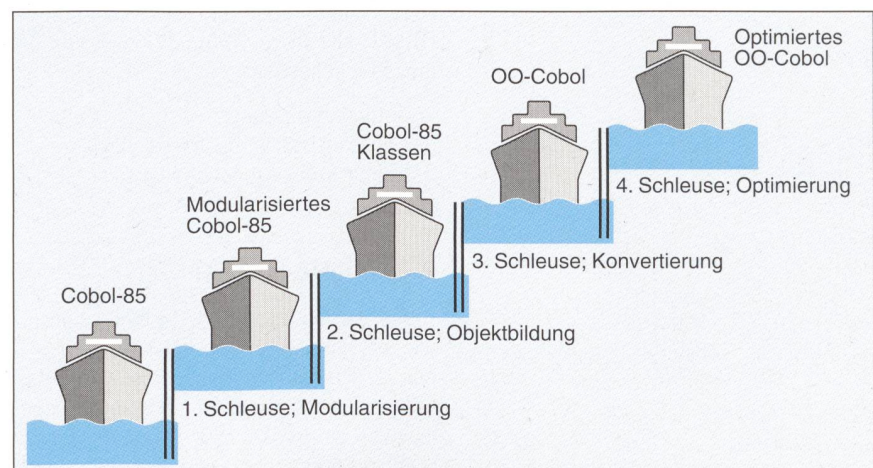 Cobol-85
1. Schleuse; Modularisierung
Modularisiertes
Cobol-85
2. Schleuse; Objektbildung
Cobol-85
Klassen
3. Schleuse; Konvertierung
OO-Cobol
4. Schleuse; Optimierung
Optimiertes
OO-Cobol